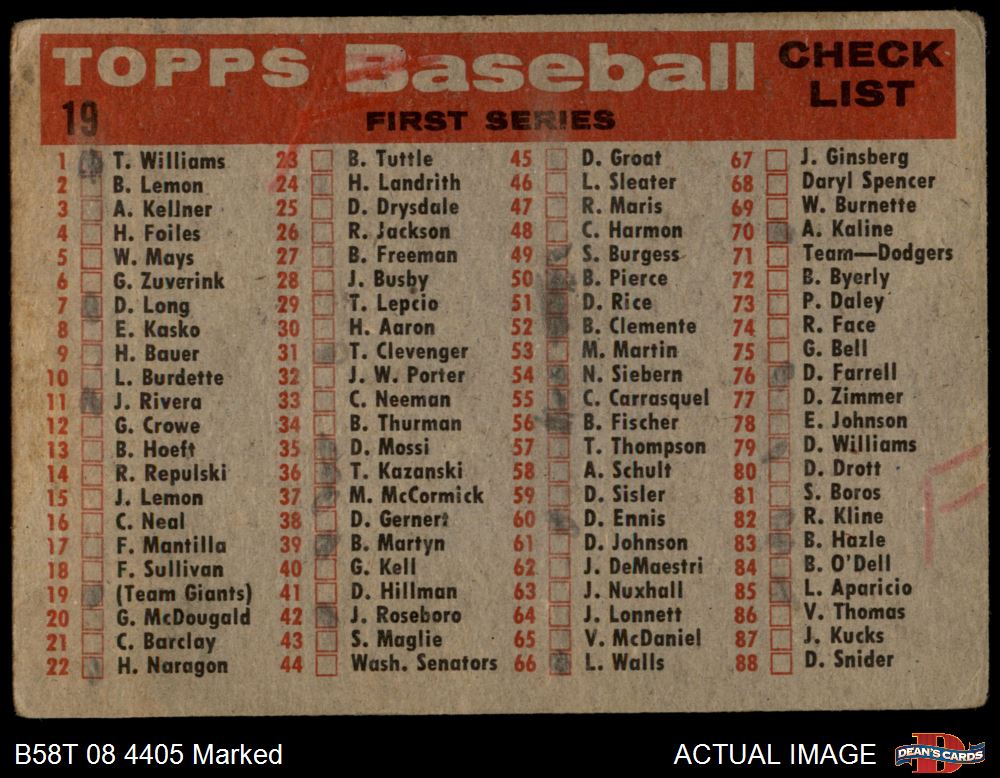 TOPPS Baseball CHECK LIST
19 FIRST SERIES
1 T. Williams
2 B. Lemon
3 A. Kellner
4 H. Foiles
5 W. Mays
6 G. Zuverink
7 D. Long
8 E. Kasko
9 H. Bauer
10 L. Burdette
11 J. Rivera
12 G. Crowe
13 B. Hoeft
14 R. Repulski
15 J. Lemon
16 C. Neal
17 F. Mantilla
18 F. Sullivan
19 (Team Giants)
20 G. McDougald
21 C. Barclay
22 H. Naragon
23 B. Tuttle
24 H. Landrith
25 D. Drysdale
26 R. Jackson
27 B. Freeman
28 J. Busby
29 T. Lepcio
30 H. Aaron
31 T. Clevenger
32 J. W. Porter
33 C. Neeman
34 B. Thurman
35 D. Mossi
36 T. Kazanski
37 M. McCormick
38 D. Gernert
39 B. Martyn
40 G. Kell
41 D. Hillman
42 J. Roseboro
43 S. Maglie
44 Wash. Senators
45 D. Groat
46 L. Sleater
47 R. Maris
48 C. Harmon
49 S. Burgess
50 B. Pierce
51 D. Rice
52 B. Clemente
53 M. Martin
54 N. Siebern
55 C. Carrasquel
56 B. Fischer
57 T. Thompson
58 A. Schult
59 D. Sisler
60 D. Ennis
61 D. Johnson
62 J. DeMaestri
63 J. Nuxhall
64 J. Lonnett
65 V. McDaniel
66 L. Walls
67 J. Ginsberg
68 Daryl Spencer
69 W. Burnette
70 A. Kaline
71 Team—Dodgers
72 B. Byerly
73 P. Daley
74 R. Face
75 G. Bell
76 D. Farrell
77 D. Zimmer
78 E. Johnson
79 D. Williams
80 D. Drott
81 S. Boros
82 R. Kline
83 B. Hazle
84 B. O'Dell
85 L. Aparicio
86 V. Thomas
87 J. Kucks
88 D. Snider
F
B58T 08 4405 Marked
ACTUAL IMAGE
DEAN'S CARDS